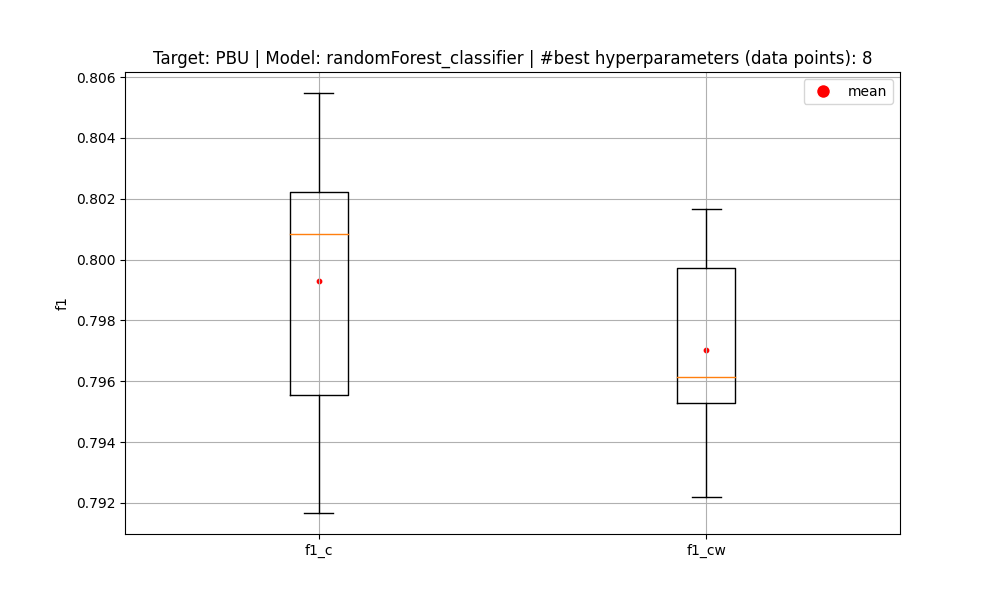 Target: PBU | Model: randomForest_classifier | #best hyperparameters (data points): 8
mean
0.806
0.804
0.802
0.800
0.798
0.796
0.794
0.792
f1
f1_c
f1_cw